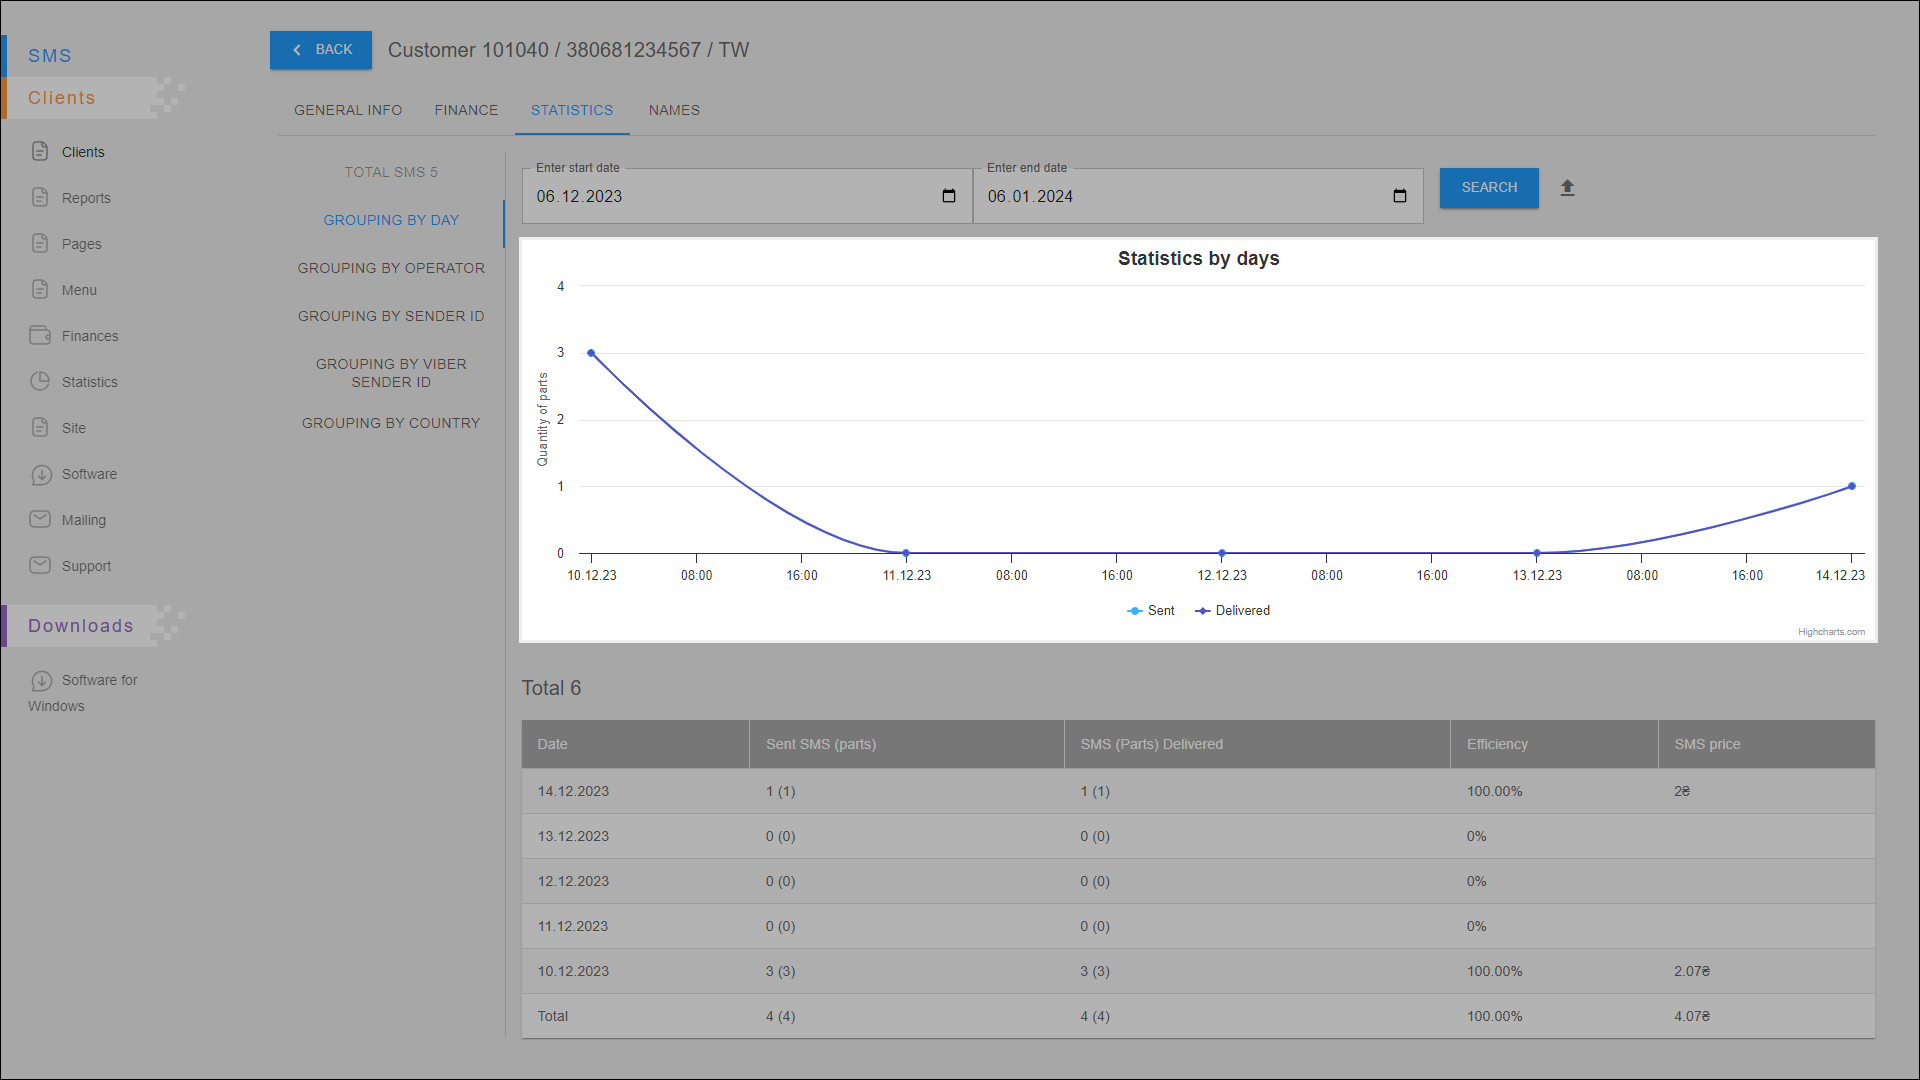 SMS
Clients
Clients
Reports
Pages
Menu
Finances
Statistics
Site
Software
Mailing
Support
Downloads
Software for
Windows
BACK Customer 101040 / 380681234567 / TW
GENERAL INFO FINANCE STATISTICS NAMES
TOTAL SMS 5
GROUPING BY DAY
GROUPING BY OPERATOR
GROUPING BY SENDER ID
GROUPING BY VIBER
SENDER ID
GROUPING BY COUNTRY
Enter start date Enter end date
06.12.2023 06.01.2024 SEARCH
Statistics by days
Quantity of parts
4
3
2
1
0
10.12.23 08:00 16:00 11.12.23 08:00 16:00 12.12.23 08:00 16:00 13.12.23 08:00 16:00 14.12.23
Sent Delivered
Highcharts.com
Total 6
Date Sent SMS (parts) SMS (Parts) Delivered Efficiency SMS price
14.12.2023 1 (1) 1 (1) 100.00% 2₴
13.12.2023 0 (0) 0 (0) 0%
12.12.2023 0 (0) 0 (0) 0%
11.12.2023 0 (0) 0 (0) 0%
10.12.2023 3 (3) 3 (3) 100.00% 2.07₴
Total 4 (4) 4 (4) 100.00% 4.07₴